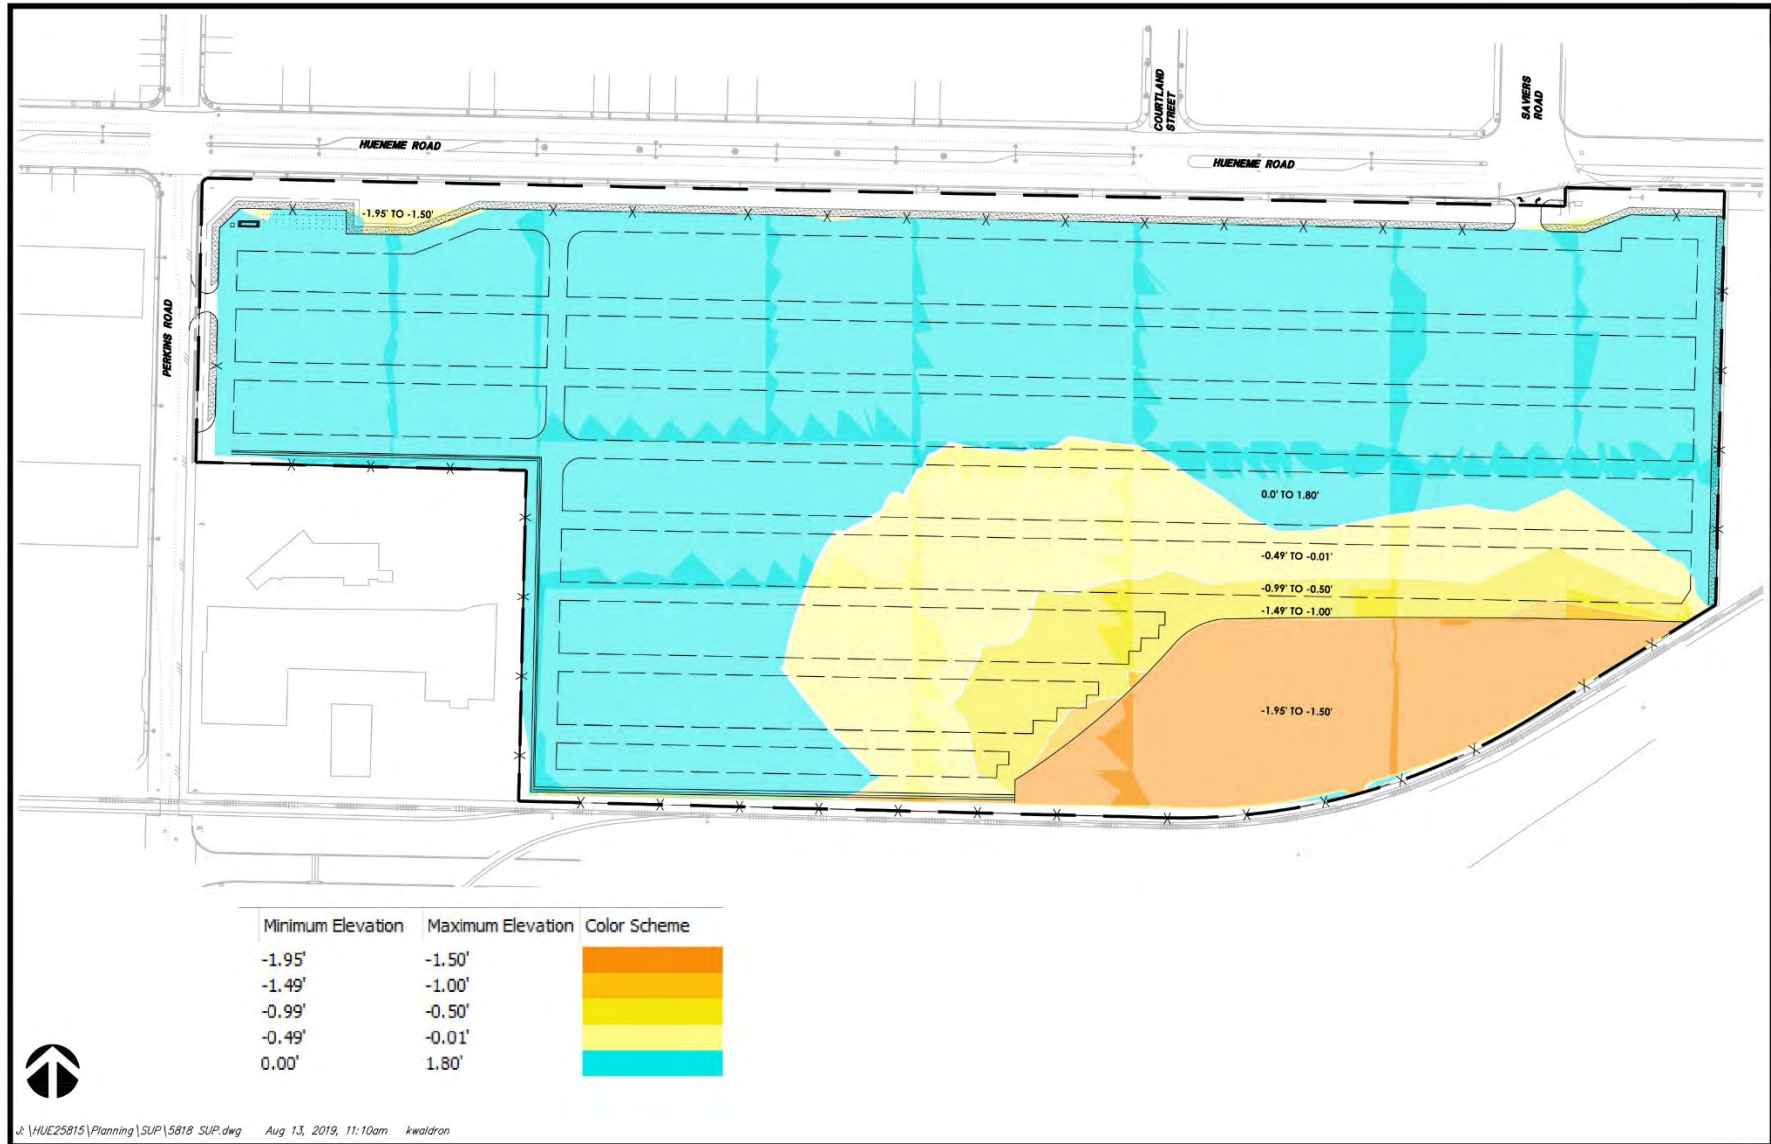 COURTLAND
STREET
SAVIERS
ROAD
HUENEME ROAD
HUENEME ROAD
-1.95' TO -1.50'
PERKINS ROAD
0.0' TO 1.80'
-0.49' TO -0.01'
-0.99' TO -0.50'
-1.49' TO -1.00'
-1.95' TO -1.50'
Minimum Elevation Maximum Elevation Color Scheme
-1.95' -1.50'
-1.49' -1.00'
-0.99' -0.50'
-0.49' -0.01'
0.00' 1.80'
J:\HUE25815\Planning\SUP\5818 SUP.dwg Aug 13, 2019, 11:10am kwaldron